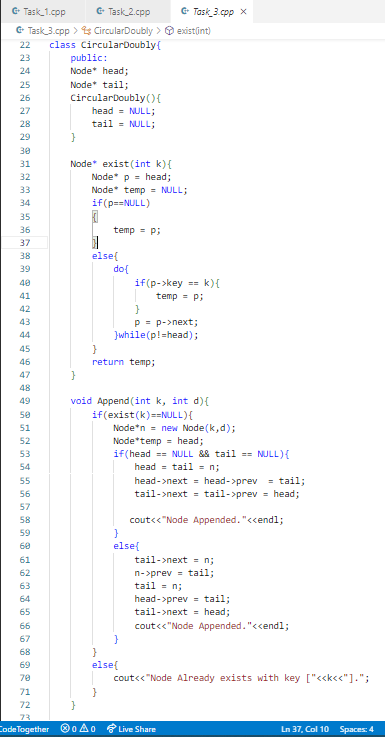 Task_1.cpp Task_2.cpp Task_3.cpp ×
Task_3.cpp > CircularDoubly > exist(int)
22 class CircularDoubly{
23 public:
24 Node* head;
25 Node* tail;
26 CircularDoubly(){
27 head = NULL;
28 tail = NULL;
29 }
30
31 Node* exist(int k){
32 Node* p = head;
33 Node* temp = NULL;
34 if(p==NULL)
35 {
36 temp = p;
37 }
38 else{
39 do{
40 if(p->key == k){
41 temp = p;
42 }
43 p = p->next;
44 }while(p!=head);
45 }
46 return temp;
47 }
48
49 void Append(int k, int d){
50 if(exist(k)==NULL){
51 Node*n = new Node(k,d);
52 Node*temp = head;
53 if(head == NULL && tail == NULL){
54 head = tail = n;
55 head->next = head->prev  = tail;
56 tail->next = tail->prev = head;
57
58 cout<<"Node Appended."<<endl;
59 }
60 else{
61 tail->next = n;
62 n->prev = tail;
63 tail = n;
64 head->prev = tail;
65 tail->next = head;
66 cout<<"Node Appended."<<endl;
67 }
68 }
69 else{
70 cout<<"Node Already exists with key ["<<k<<"].";
71 }
72 }
73
CodeTogether 0 0 Live Share Ln 37, Col 10 Spaces: 4